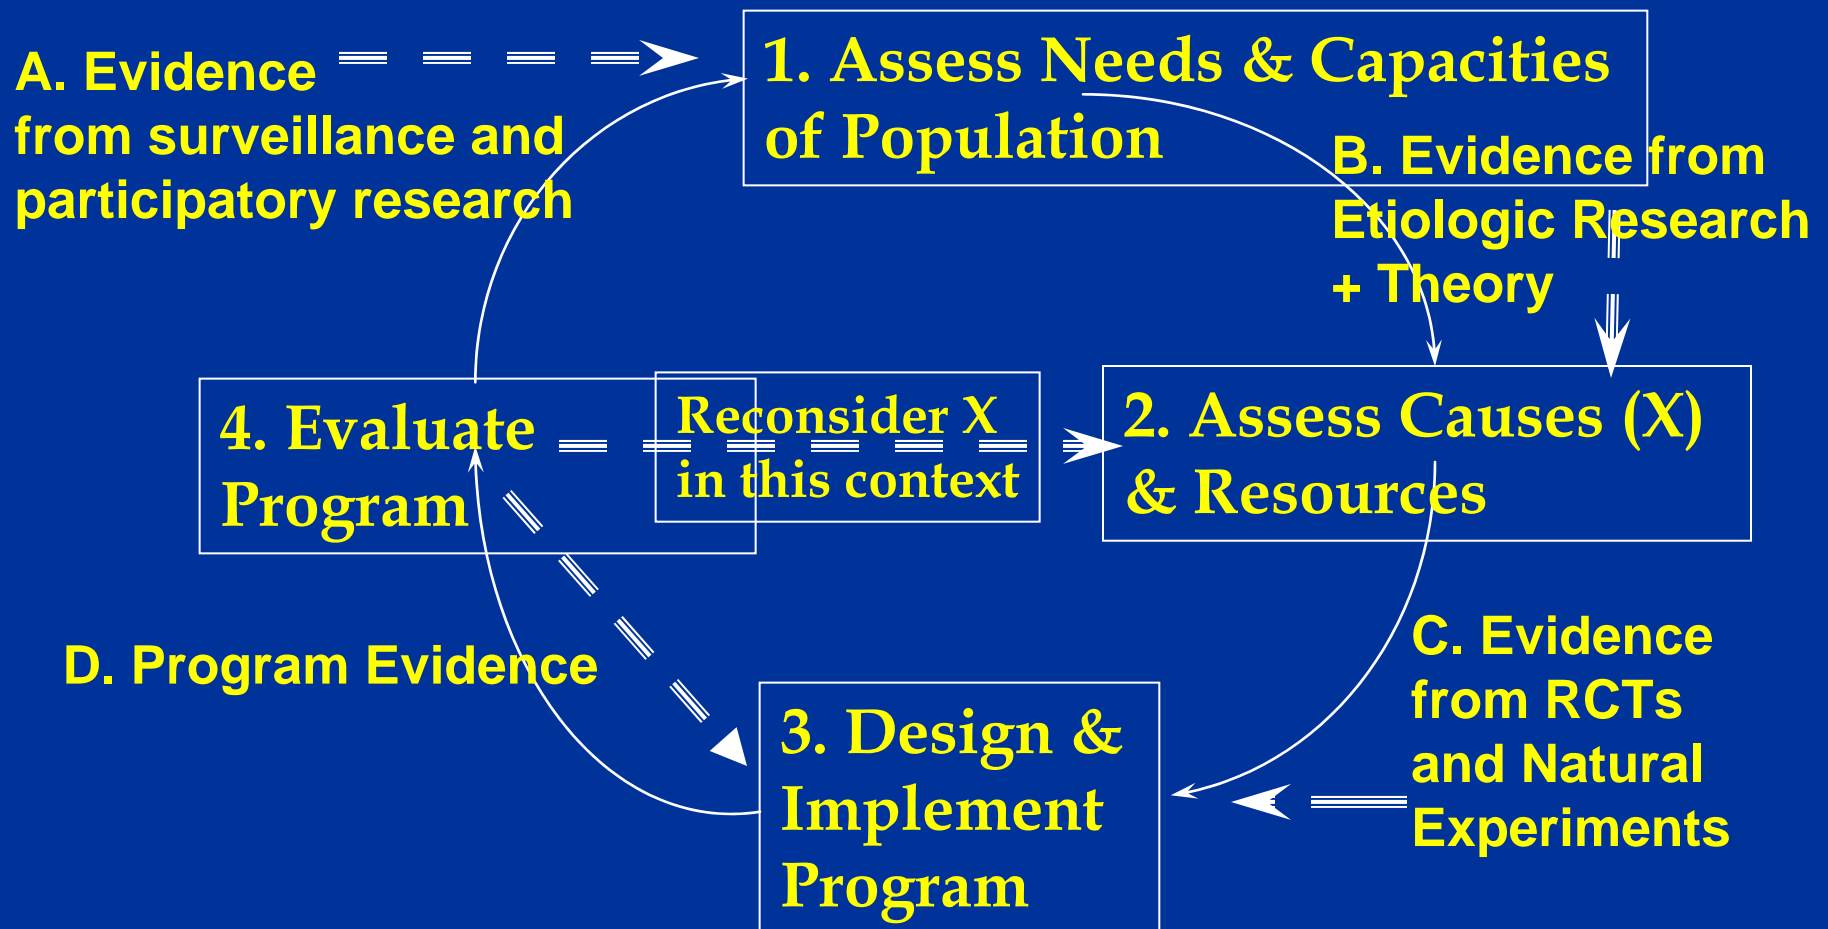 A. Evidence
from surveillance and
participatory research
1. Assess Needs & Capacities
of Population
B. Evidence from
Etiologic Research
+ Theory
4. Evaluate
Program
Reconsider X
in this context
2. Assess Causes (X)
& Resources
D. Program Evidence
3. Design &
Implement
Program
C. Evidence
from RCTs
and Natural
Experiments